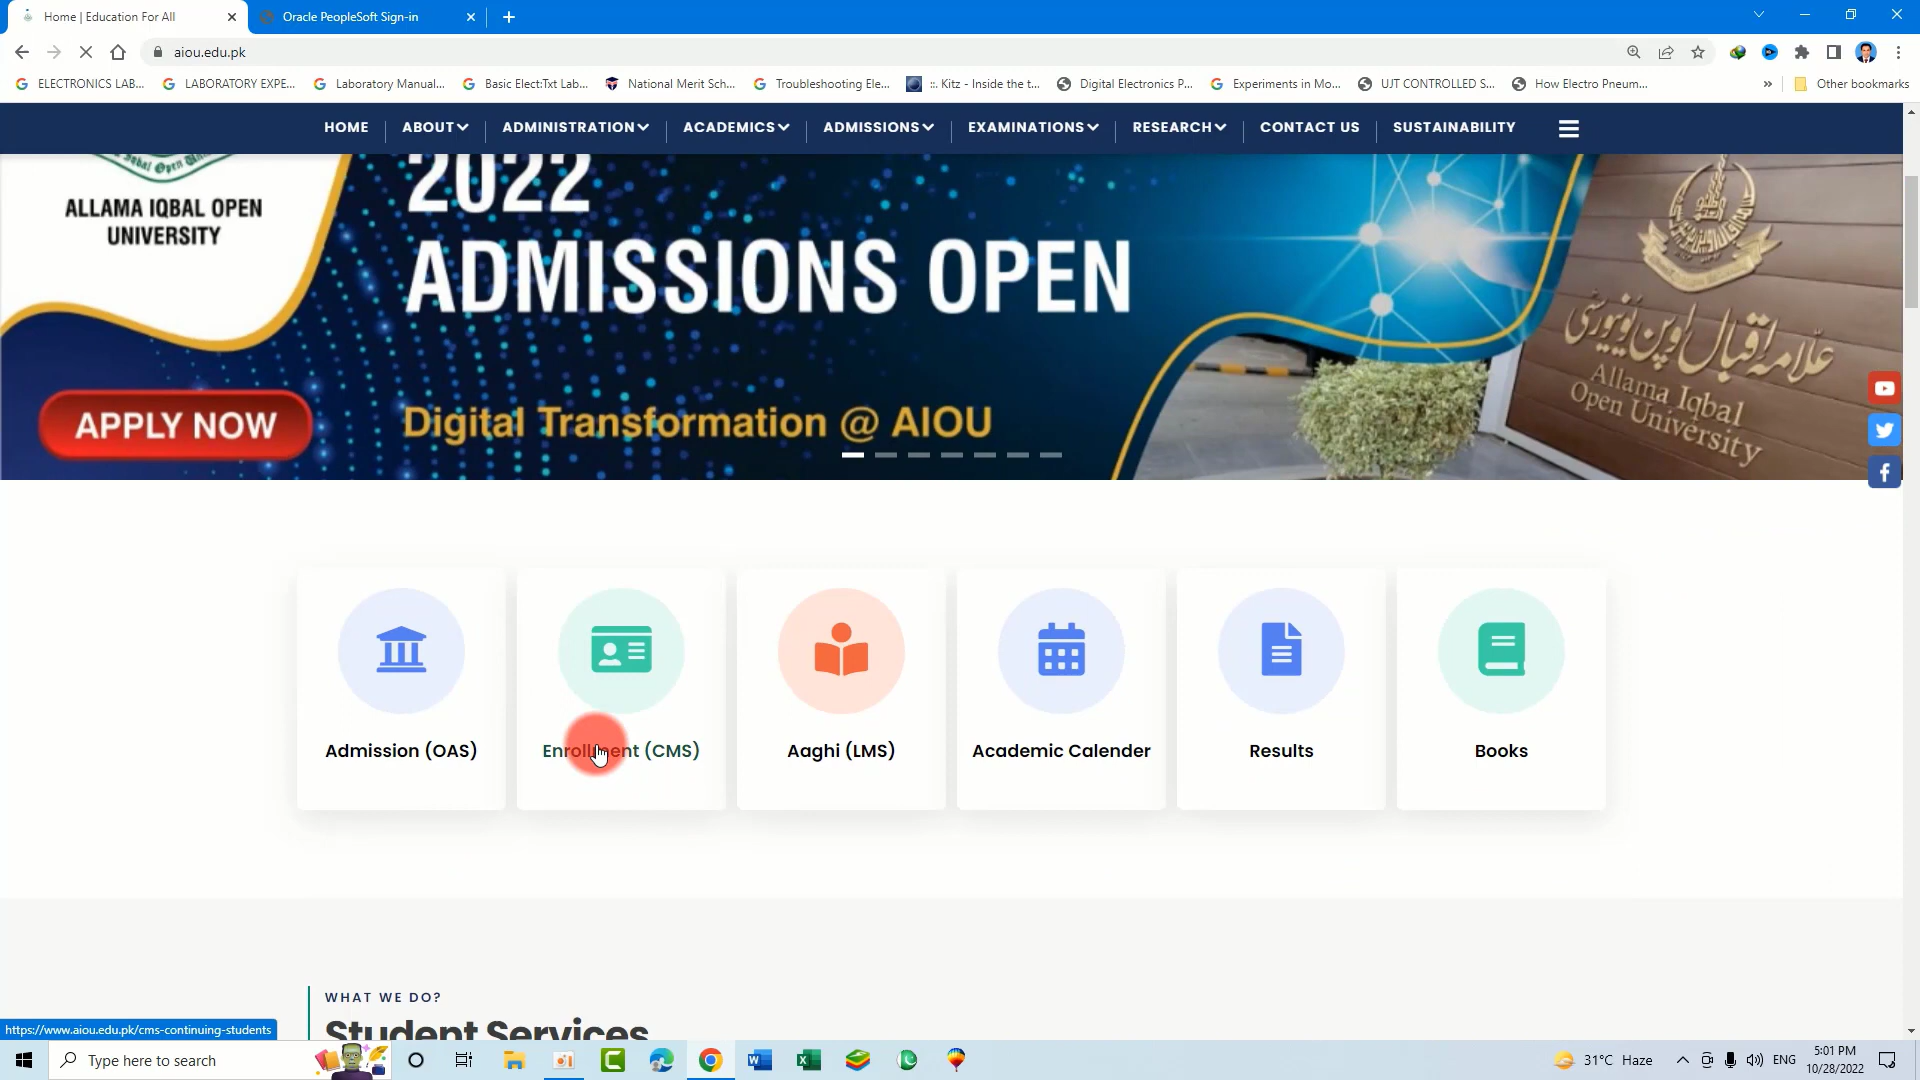 Home | Education For All
Oracle PeopleSoft Sign-in
aiou.edu.pk
ELECTRONICS LAB...
LABORATORY EXPE...
Laboratory Manual...
Basic Elect:Txt Lab...
National Merit Sch...
Troubleshooting Ele...
::. Kitz - Inside the t...
Digital Electronics P...
Experiments in Mo...
UJT CONTROLLED S...
How Electro Pneum...
»
Other bookmarks
HOME
ABOUT
ADMINISTRATION
ACADEMICS
ADMISSIONS
EXAMINATIONS
RESEARCH
CONTACT US
SUSTAINABILITY
ALLAMA IQBAL OPEN
UNIVERSITY
2022
ADMISSIONS OPEN
APPLY NOW
Digital Transformation @ AIOU
علامہ اقبال اوپن یونیورسٹی
Allama Iqbal
Open University
Admission (OAS)
Enrollment (CMS)
Aaghi (LMS)
Academic Calender
Results
Books
WHAT WE DO?
Student Services
https://www.aiou.edu.pk/cms-continuing-students
Type here to search
31°C Haze
ENG
5:01 PM
10/28/2022